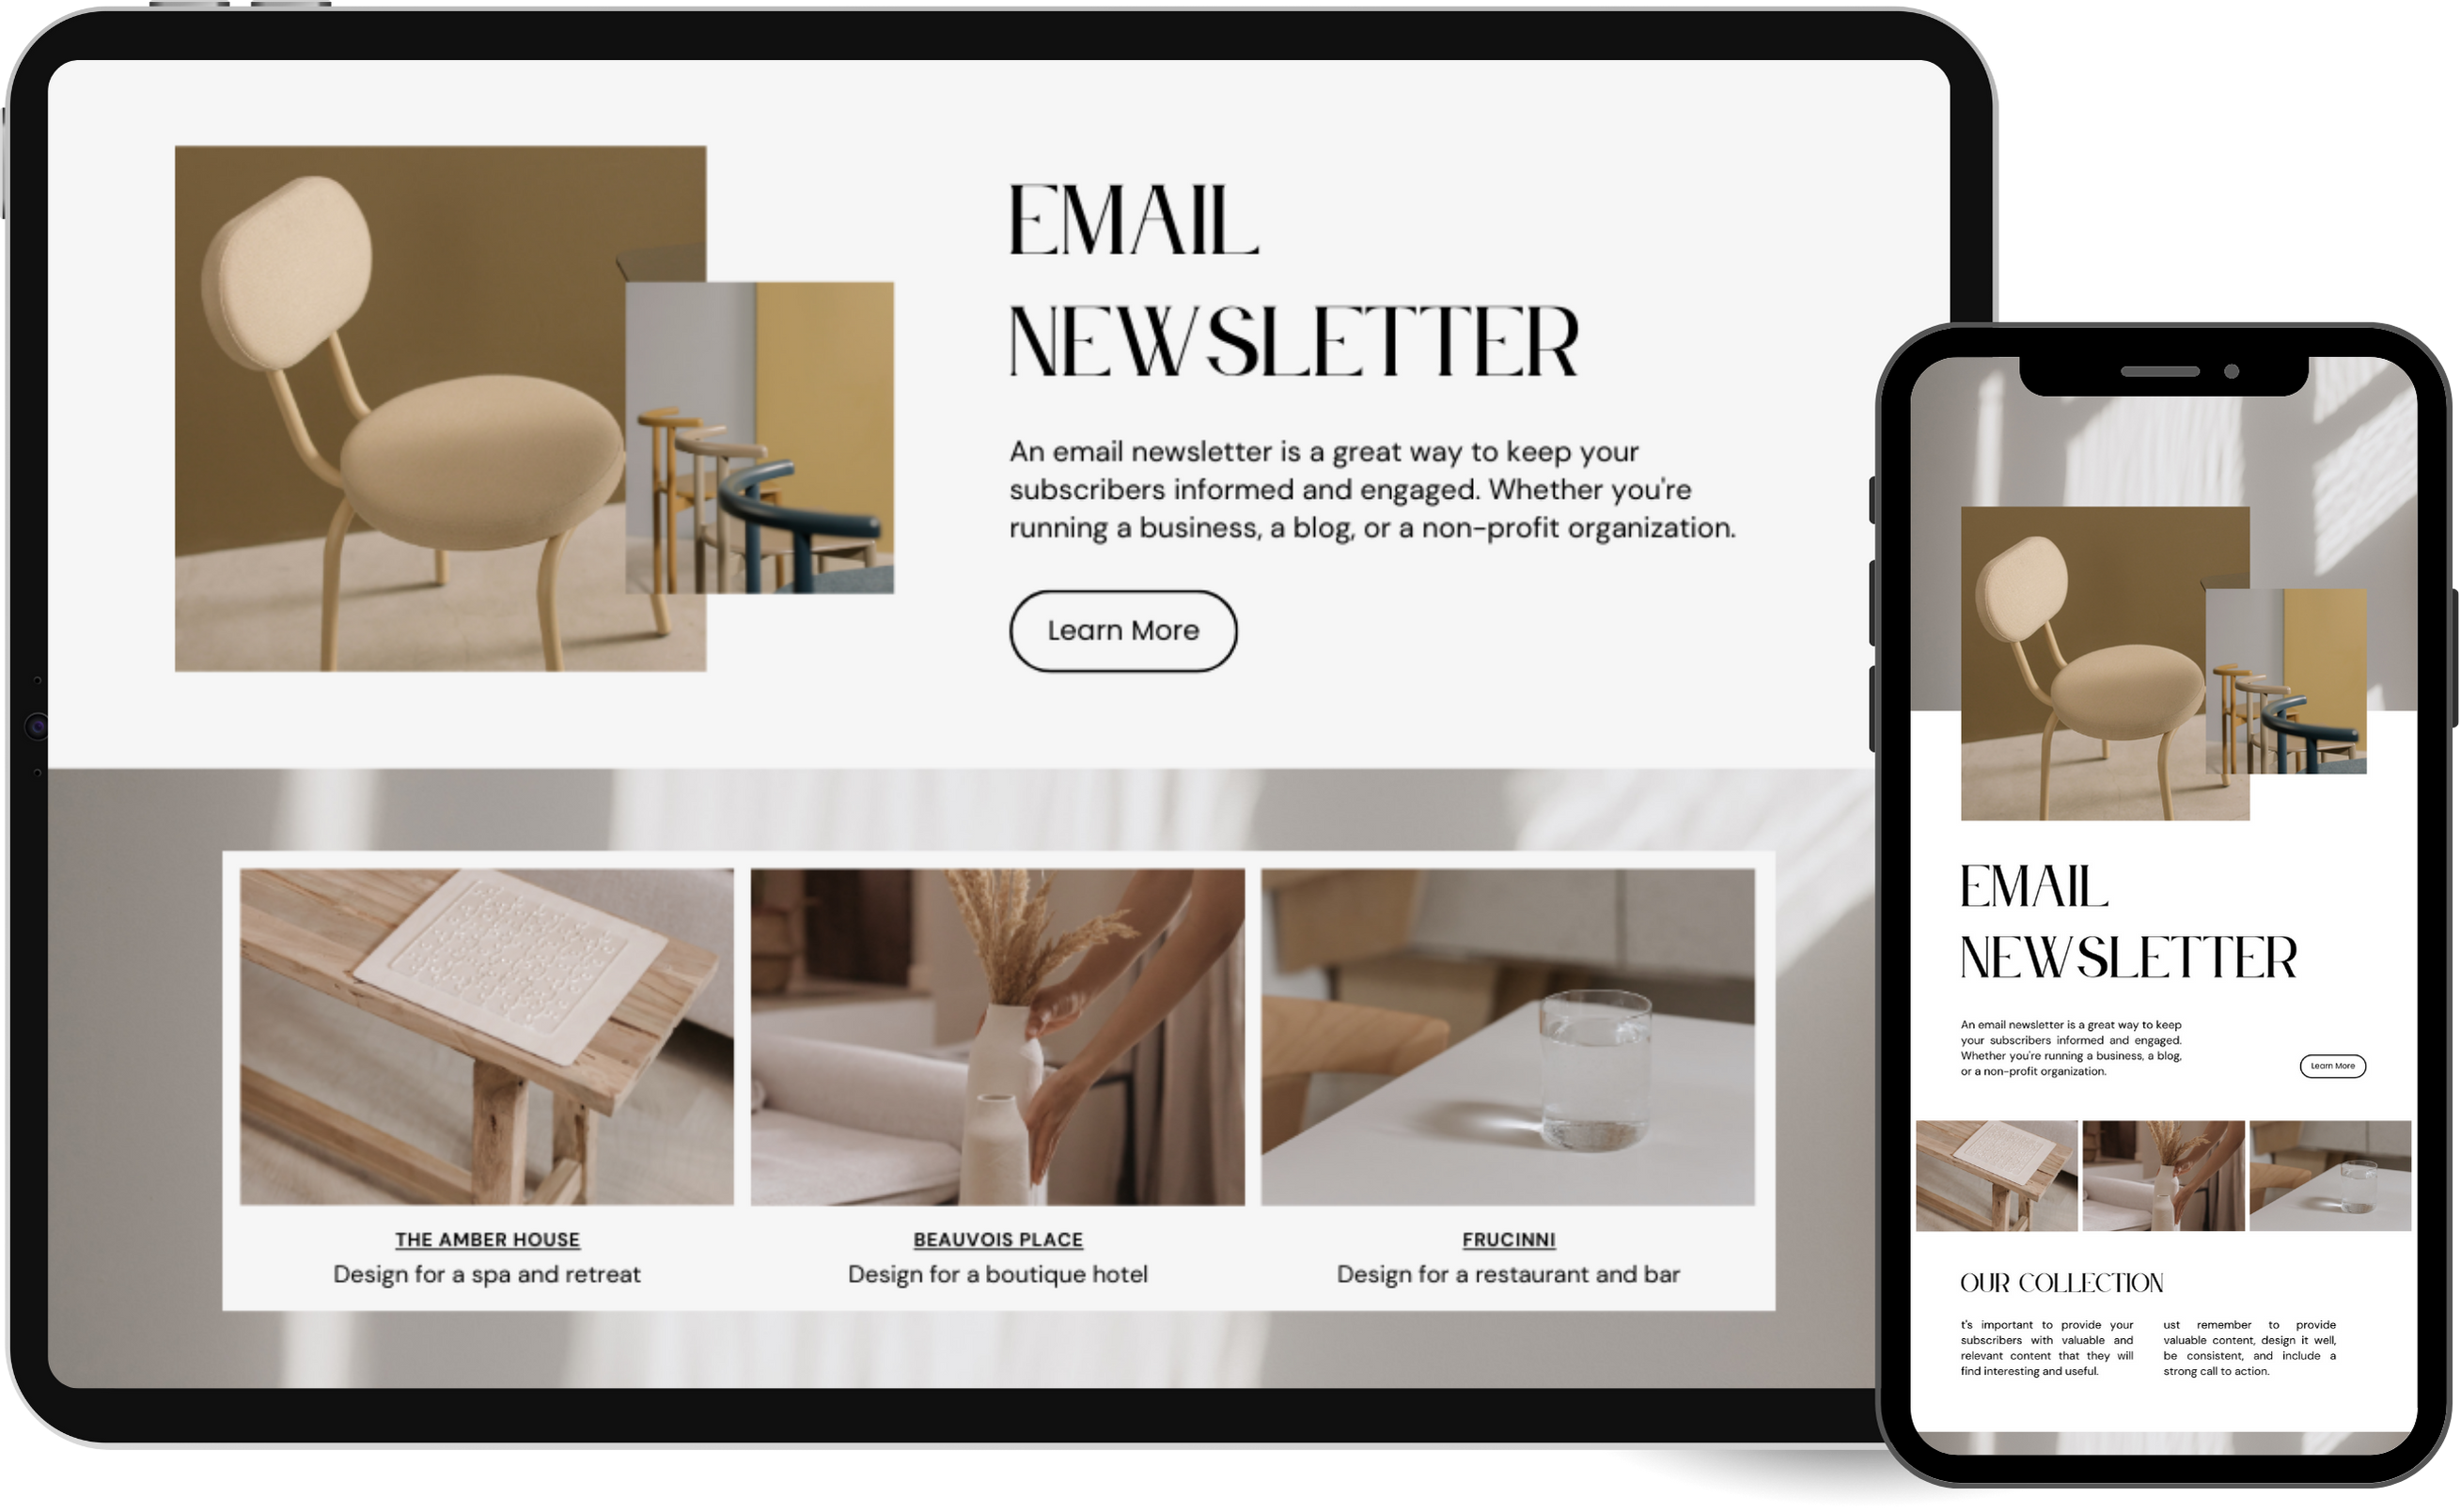 EMAIL
NEWSLETTER
An email newsletter is a great way to keep your
subscribers informed and engaged. Whether you're
running a business, a blog, or a non-profit organization.
Learn More
THE AMBER HOUSE
Design for a spa and retreat
BEAUVOIS PLACE
Design for a boutique hotel
FRUCINNI
Design for a restaurant and bar
EMAIL
NEWSLETTER
An email newsletter is a great way to keep
your subscribers informed and engaged.
Whether you're running a business, a blog,
or a non-profit organization.
Learn More
OUR COLLECTION
t's important to provide your
subscribers with valuable and
relevant content that they will
find interesting and useful.
ust remember to provide
valuable content, design it well,
be consistent, and include a
strong call to action.